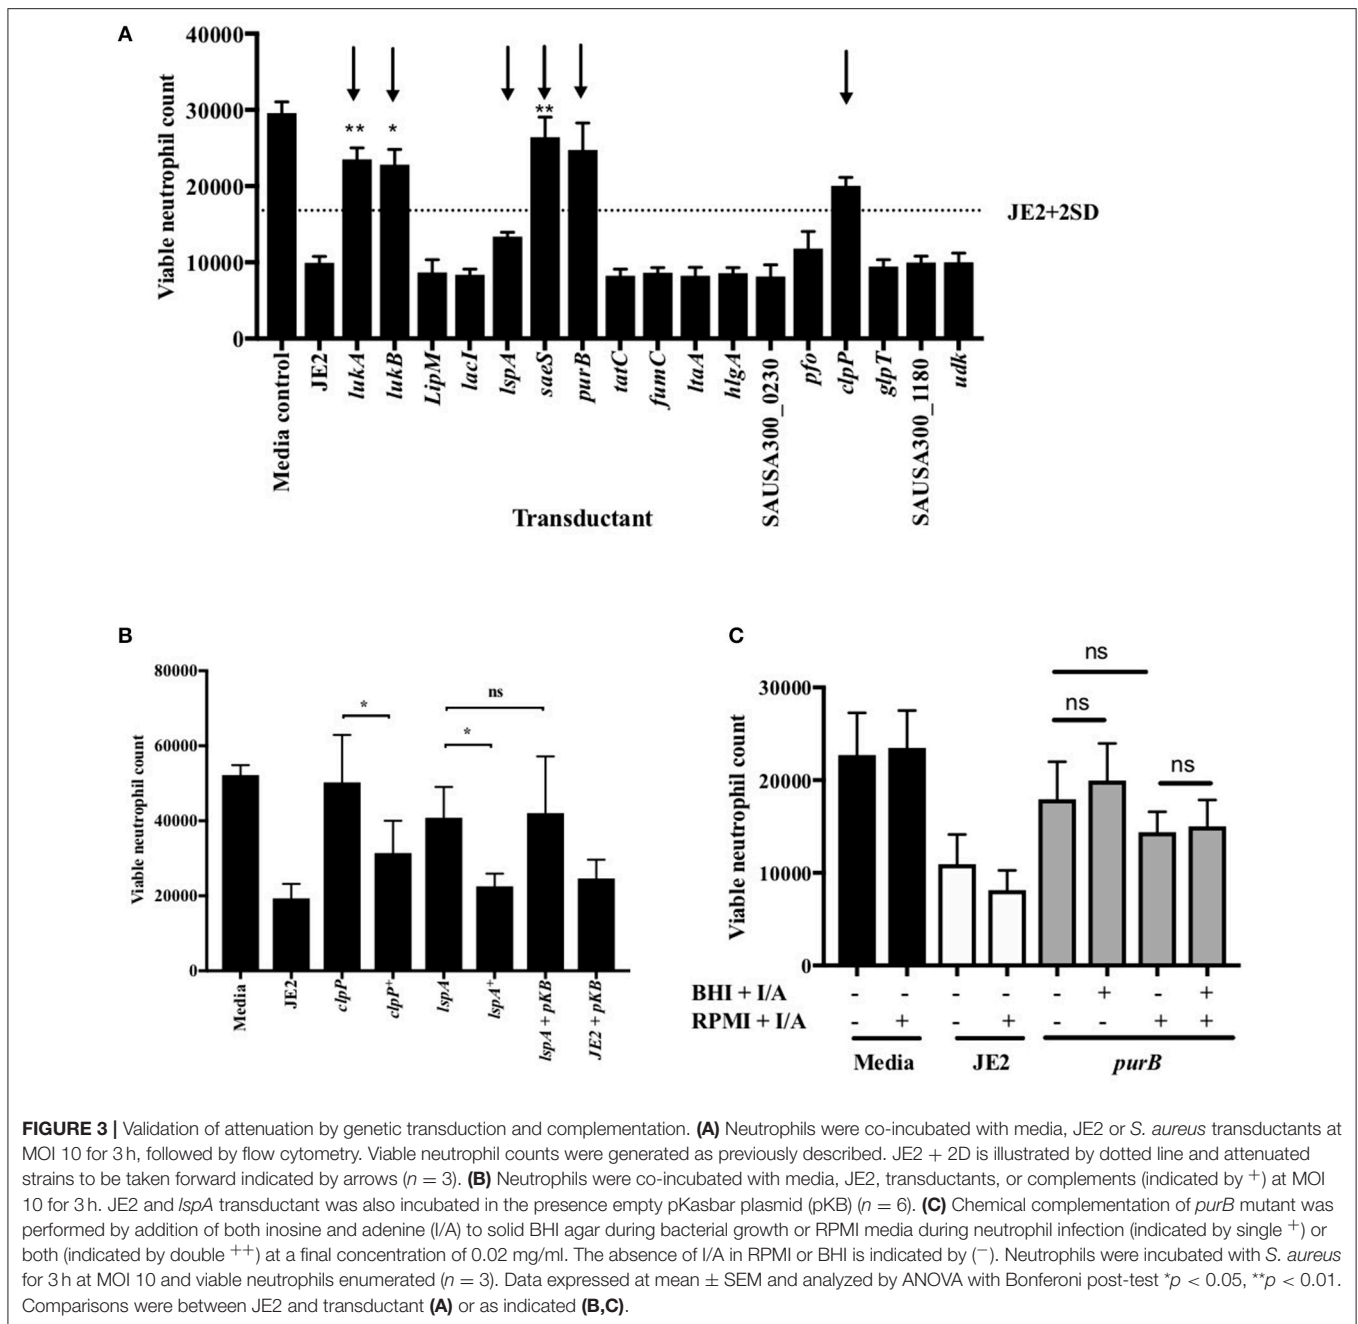 A
40000
30000
20000
10000
0
Viable neutrophil count
** * ** 
JE2+2SD
Media control
JE2
lukA
lukB
LipM
lacI
lspA
saeS
purB
tatC
fumC
ltaA
hlgA
SAUSA300_0230
pfo
clpP
glpT
SAUSA300_1180
udk
Transductant
B
80000
60000
40000
20000
0
Viable neutrophil count
*
ns
*
Media
JE2
clpP
clpP+
lspA
lspA+
lspA + pKB
JE2 + pKB
C
30000
20000
10000
0
Viable neutrophil count
ns
ns
ns
BHI + I/A - - - - - + - +
RPMI + I/A - + - + - - + +
Media JE2 purB
FIGURE 3 | Validation of attenuation by genetic transduction and complementation. (A) Neutrophils were co-incubated with media, JE2 or S. aureus transductants at
MOI 10 for 3 h, followed by flow cytometry. Viable neutrophil counts were generated as previously described. JE2 + 2D is illustrated by dotted line and attenuated
strains to be taken forward indicated by arrows (n = 3). (B) Neutrophils were co-incubated with media, JE2, transductants, or complements (indicated by +) at MOI
10 for 3 h. JE2 and lspA transductant was also incubated in the presence empty pKasbar plasmid (pKB) (n = 6). (C) Chemical complementation of purB mutant was
performed by addition of both inosine and adenine (I/A) to solid BHI agar during bacterial growth or RPMI media during neutrophil infection (indicated by single +) or
both (indicated by double ++) at a final concentration of 0.02 mg/ml. The absence of I/A in RPMI or BHI is indicated by (−). Neutrophils were incubated with S. aureus
for 3 h at MOI 10 and viable neutrophils enumerated (n = 3). Data expressed at mean ± SEM and analyzed by ANOVA with Bonferoni post-test *p < 0.05, **p < 0.01.
Comparisons were between JE2 and transductant (A) or as indicated (B,C).